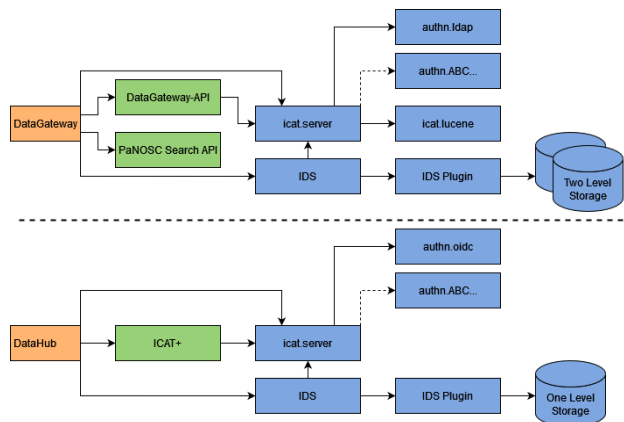 authn.ldap
authn.ABC...
DataGateway-API
DataGateway
icat.server
icat.lucene
PaNOSC Search API
IDS
IDS Plugin
Two Level
Storage
authn.oidc
authn.ABC...
DataHub
ICAT+
icat.server
IDS
IDS Plugin
One Level
Storage